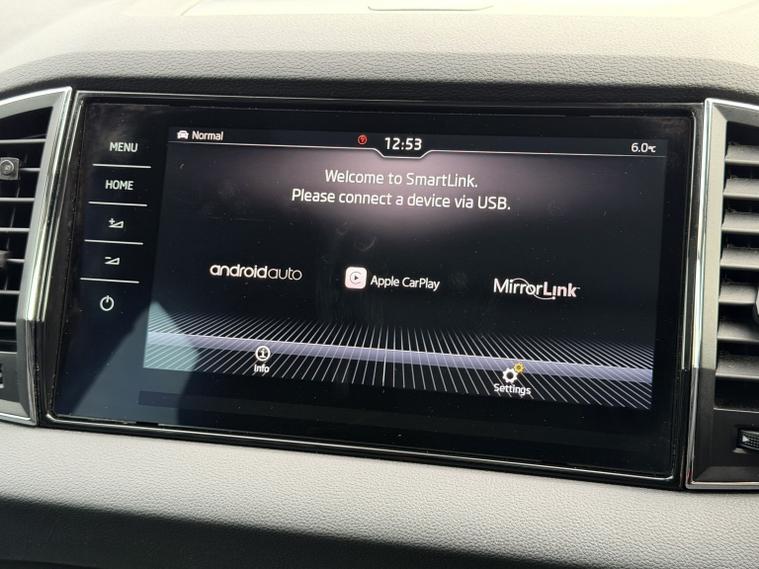 MENU
HOME
Normal
12:53
6.0℃
Welcome to SmartLink.
Please connect a device via USB.
androidauto
Apple CarPlay
MirrorLink
Info
Settings